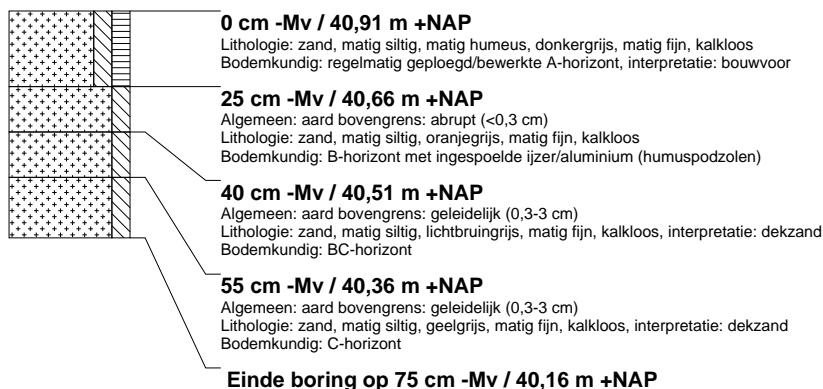 0 cm -Mv / 40,91 m +NAP
Lithologie: zand, matig siltig, matig humeus, donkergrijs, matig fijn, kalkloos
Bodemkundig: regelmatig geploegd/bewerkte A-horizont, interpretatie: bouwvoor
25 cm -Mv / 40,66 m +NAP
Algemeen: aard bovengrens: abrupt (<0,3 cm)
Lithologie: zand, matig siltig, oranjegrijs, matig fijn, kalkloos
Bodemkundig: B-horizont met ingespoelde ijzer/aluminium (humuspodzolen)
40 cm -Mv / 40,51 m +NAP
Algemeen: aard bovengrens: geleidelijk (0,3-3 cm)
Lithologie: zand, matig siltig, lichtbruingrijs, matig fijn, kalkloos, interpretatie: dekzand
Bodemkundig: BC-horizont
55 cm -Mv / 40,36 m +NAP
Algemeen: aard bovengrens: geleidelijk (0,3-3 cm)
Lithologie: zand, matig siltig, geelgrijs, matig fijn, kalkloos, interpretatie: dekzand
Bodemkundig: C-horizont
Einde boring op 75 cm -Mv / 40,16 m +NAP